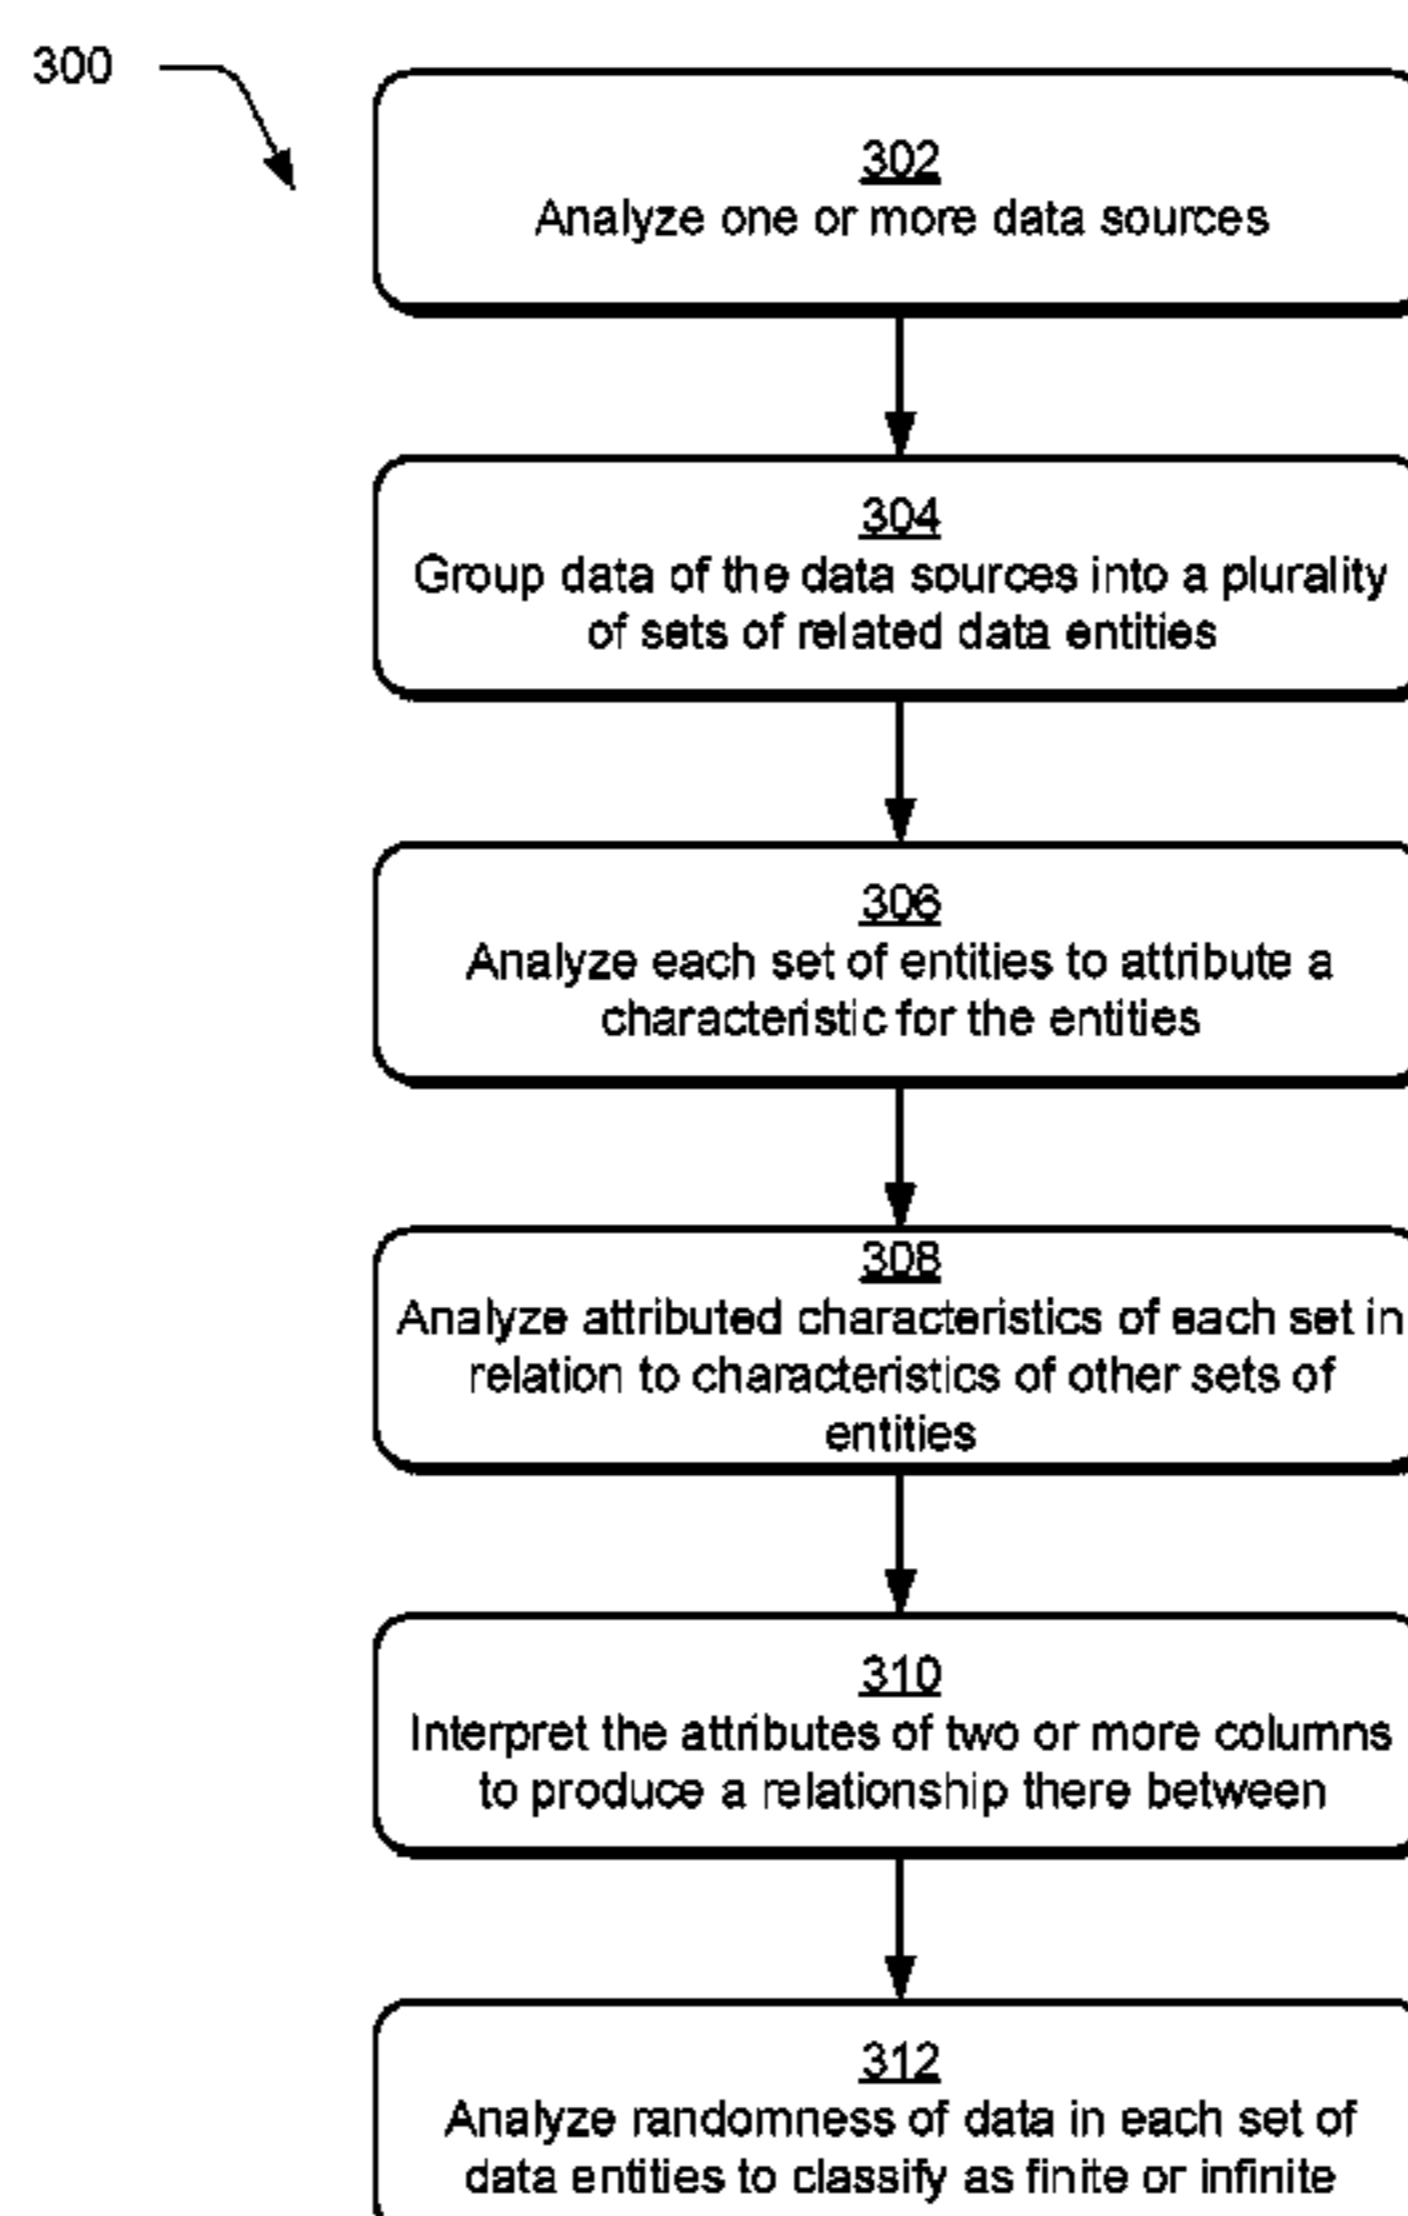 300
302
Analyze one or more data sources
304
Group data of the data sources into a plurality
of sets of related data entities
306
Analyze each set of entities to attribute a
characteristic for the entities
308
Analyze attributed characteristics of each set in
relation to characteristics of other sets of
entities
310
Interpret the attributes of two or more columns
to produce a relationship there between
312
Analyze randomness of data in each set of
data entities to classify as finite or infinite